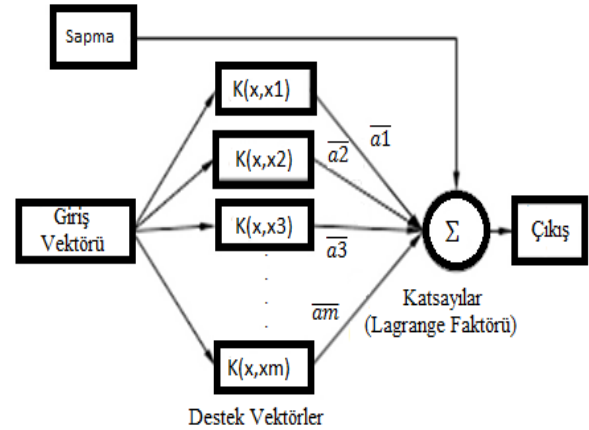 Sapma
K(x,x1)
a1
K(x,x2)
a2
Giriş
Vektörü
K(x,x3)
a3
Σ
Çıkış
Katsayılar
(Lagrange Faktörü)
am
K(x,xm)
Destek Vektörler